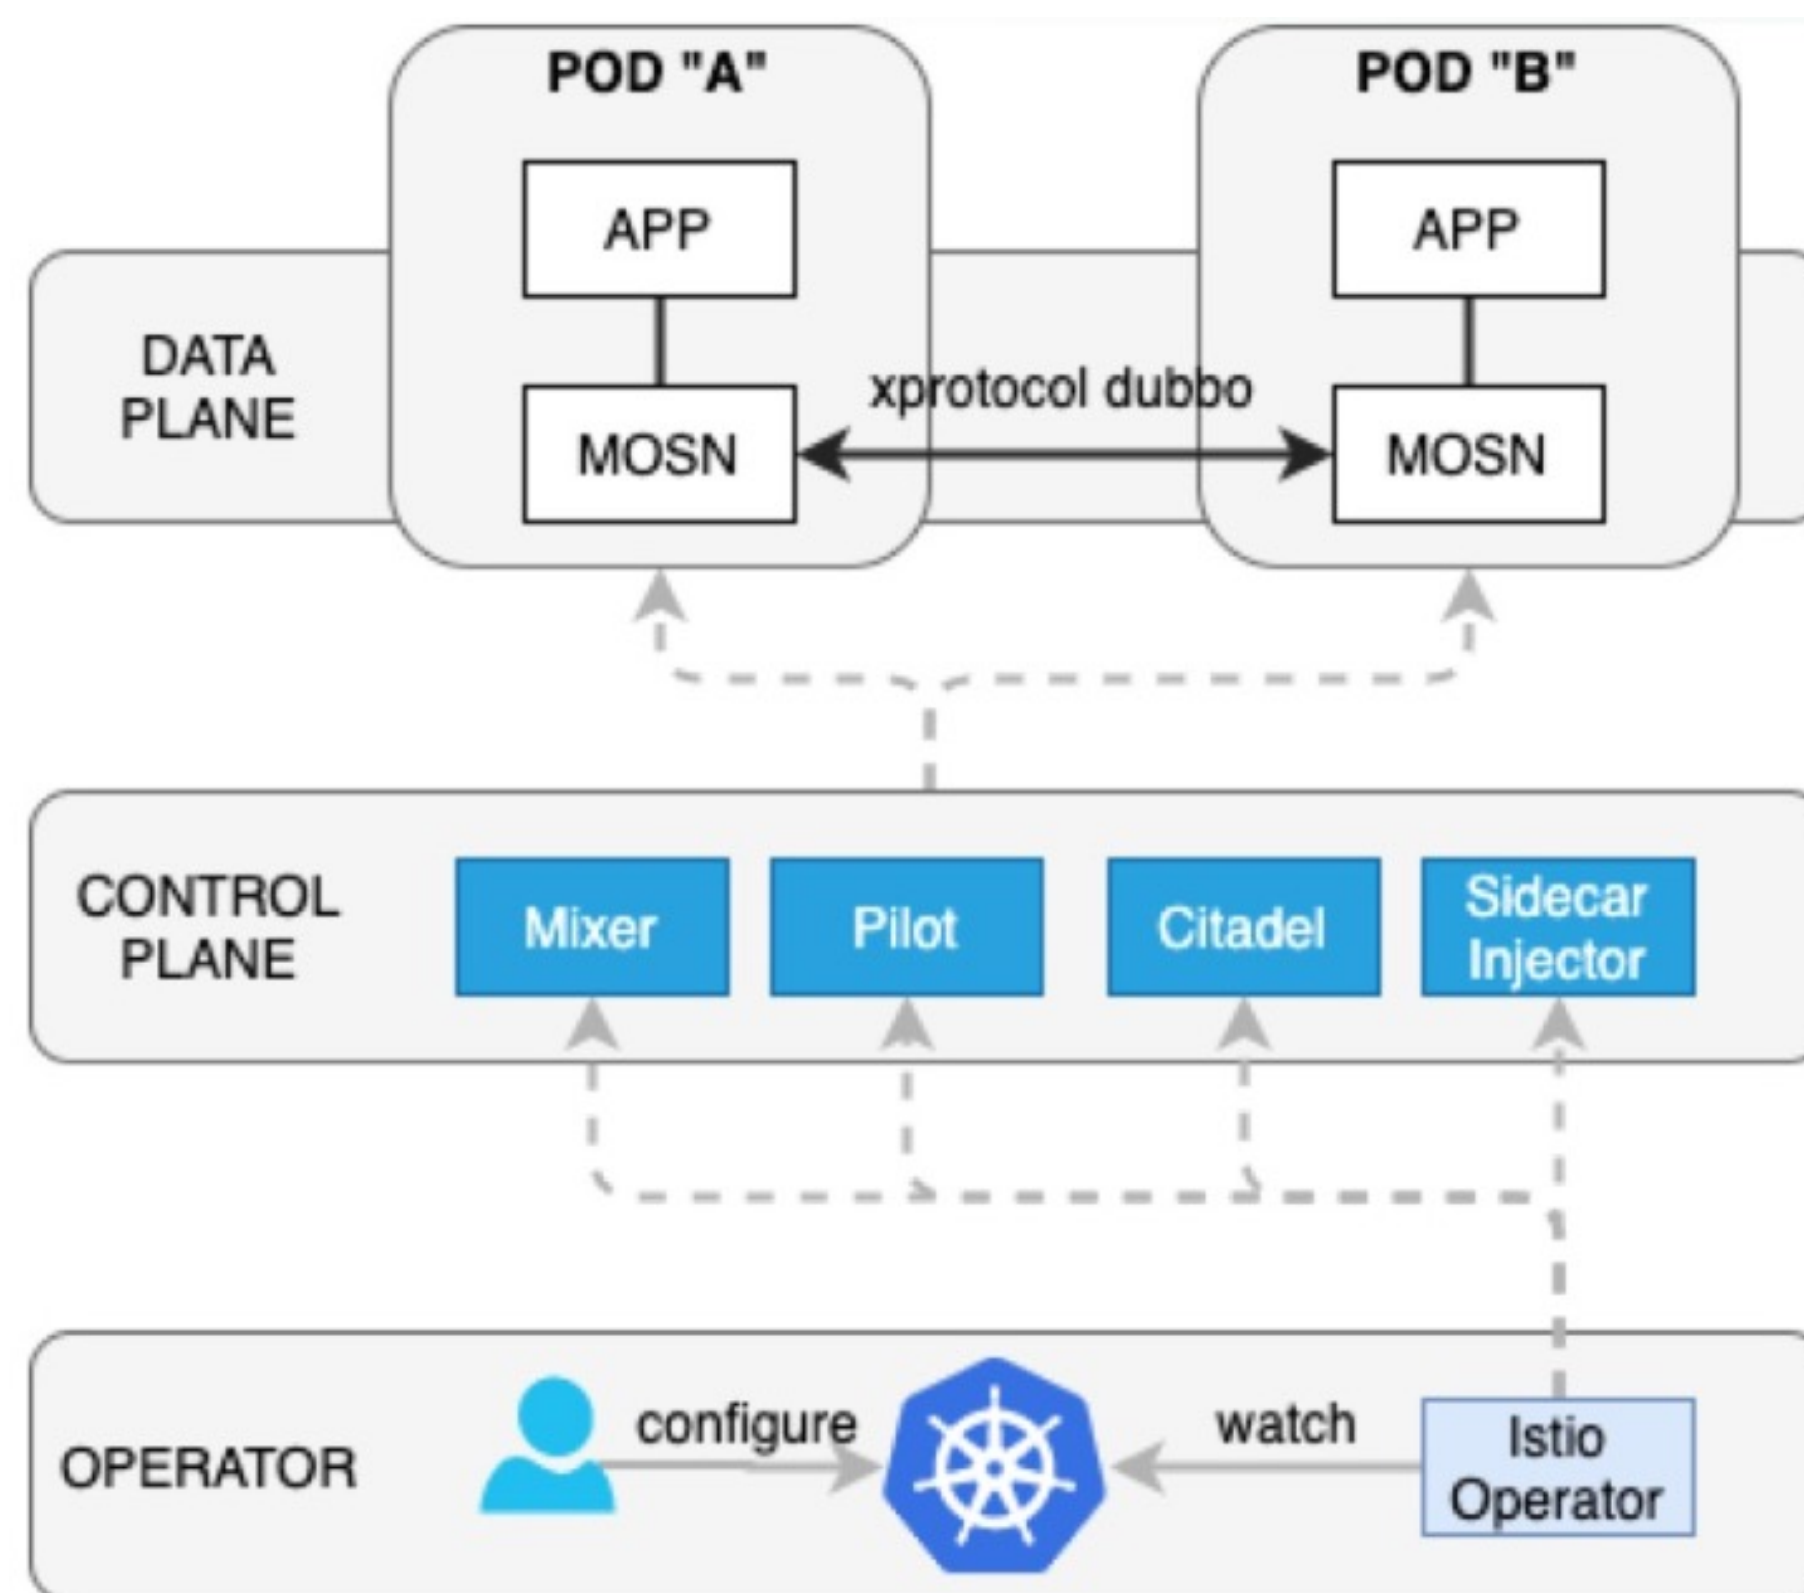 POD "A"
POD "B"
APP
APP
DATA
PLANE
xprotocol dubbo
MOSN
MOSN
CONTROL
PLANE
Mixer
Pilot
Citadel
Sidecar
Injector
OPERATOR
configure
watch
Istio
Operator